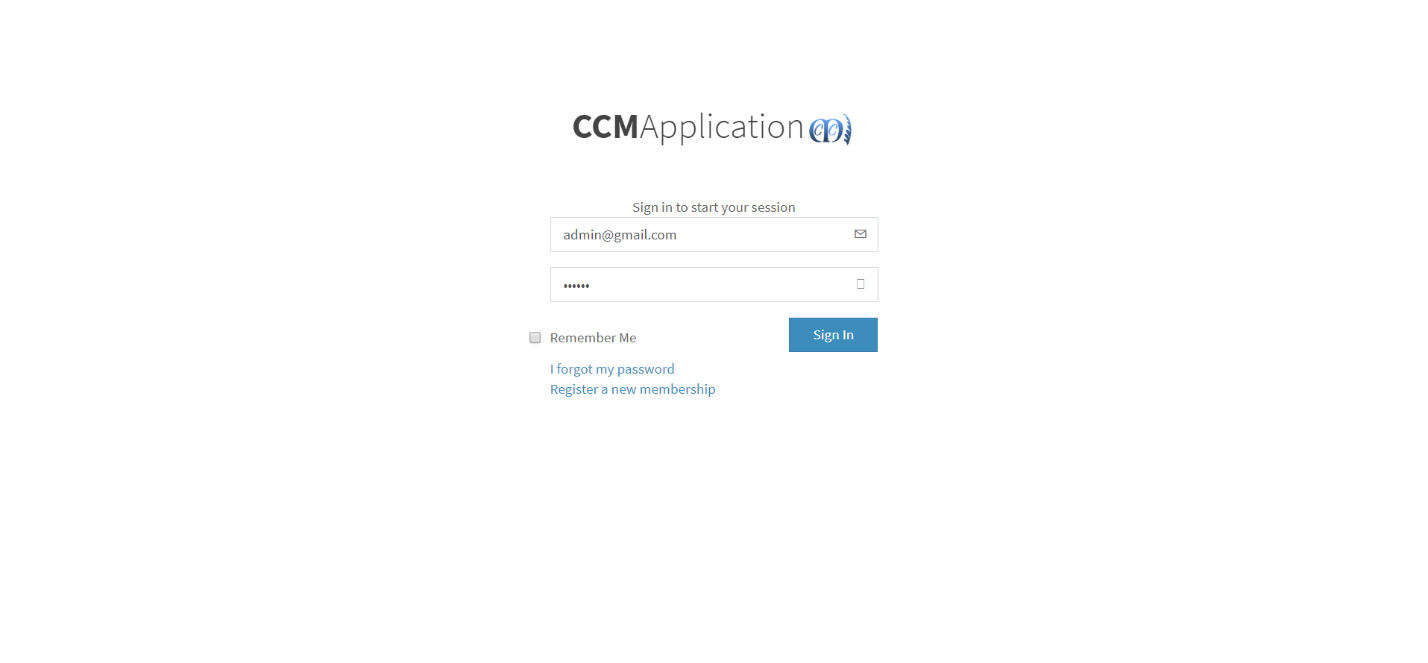 CCMApplication
Sign in to start your session
admin@gmail.com
••••••
Remember Me
Sign In
I forgot my password
Register a new membership